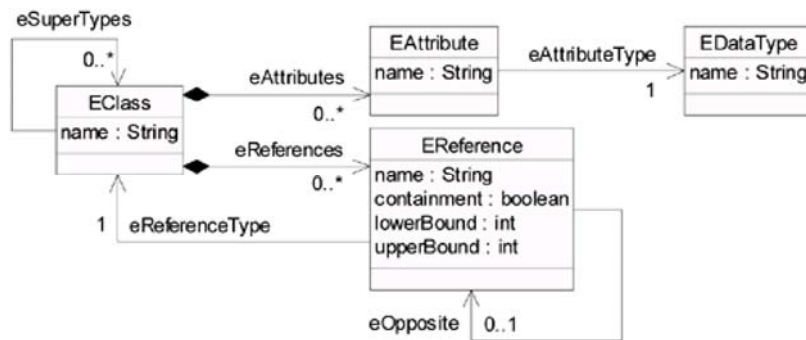 eSuperTypes
0..*
EClass
name : String
eAttributes
0..*
EAttribute
name : String
eAttributeType
1
EDataType
name : String
eReferences
0..*
EReference
name : String
containment : boolean
lowerBound : int
upperBound : int
1
eReferenceType
eOpposite
0..1